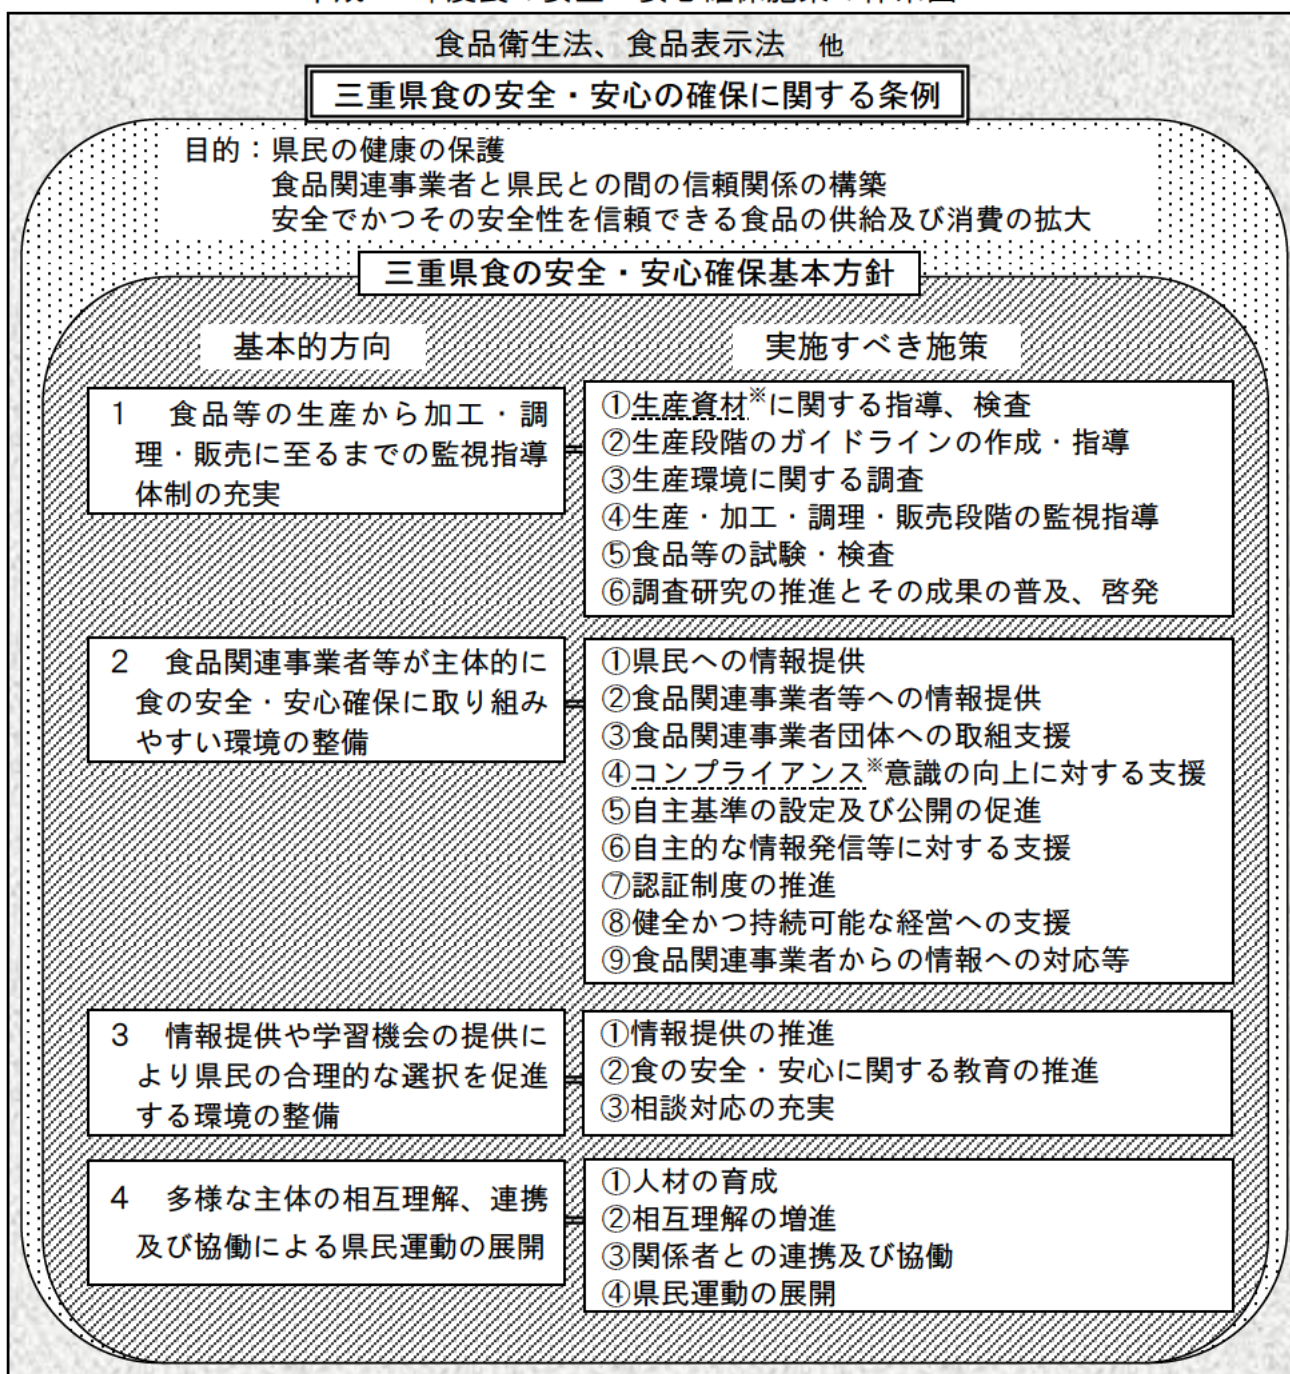 食品衛生法、食品表示法　他
三重県食の安全・安心の確保に関する条例
目的：県民の健康の保護
食品関連事業者と県民との間の信頼関係の構築
安全でかつその安全性を信頼できる食品の供給及び消費の拡大
三重県食の安全・安心確保基本方針
基本的方向
実施すべき施策
1　食品等の生産から加工・調
理・販売に至るまでの監視指導
体制の充実
①生産資材※に関する指導、検査
②生産段階のガイドラインの作成・指導
③生産環境に関する調査
④生産・加工・調理・販売段階の監視指導
⑤食品等の試験・検査
⑥調査研究の推進とその成果の普及、啓発
2　食品関連事業者等が主体的に
食の安全・安心確保に取り組み
やすい環境の整備
①県民への情報提供
②食品関連事業者等への情報提供
③食品関連事業者団体への取組支援
④コンプライアンス※意識の向上に対する支援
⑤自主基準の設定及び公開の促進
⑥自主的な情報発信等に対する支援
⑦認証制度の推進
⑧健全かつ持続可能な経営への支援
⑨食品関連事業者からの情報への対応等
3　情報提供や学習機会の提供に
より県民の合理的な選択を促進
する環境の整備
①情報提供の推進
②食の安全・安心に関する教育の推進
③相談対応の充実
4　多様な主体の相互理解、連携
及び協働による県民運動の展開
①人材の育成
②相互理解の増進
③関係者との連携及び協働
④県民運動の展開